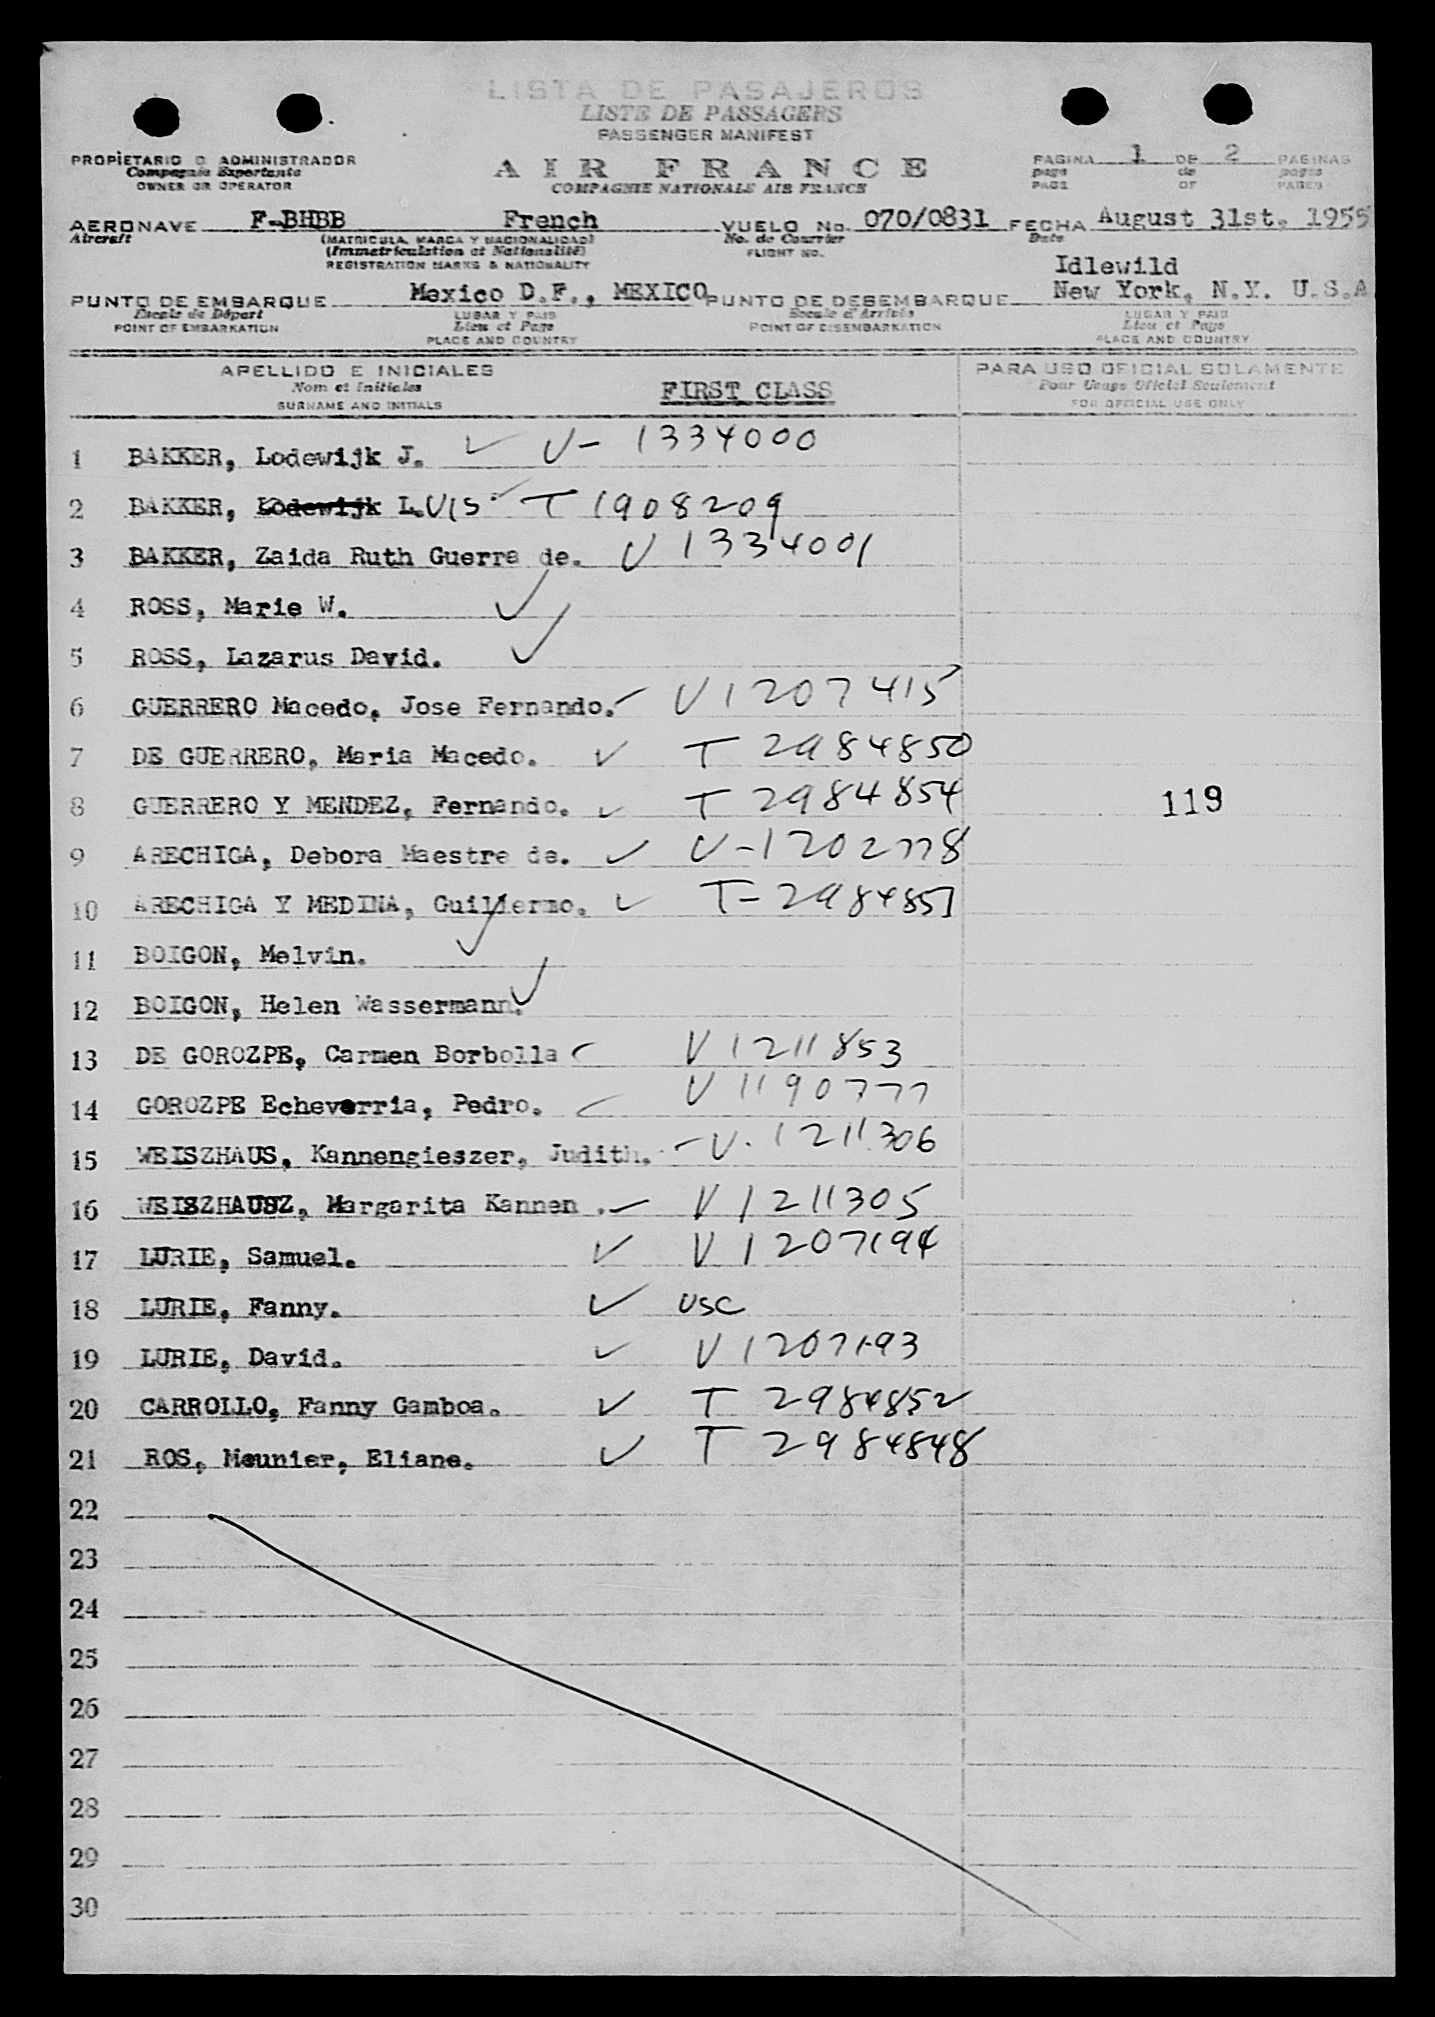 LISTA DE PASAJEROS
LISTE DE PASSAGERS
PASSENGER MANIFEST
PROPIETARIO O ADMINISTRADOR
Compagnie Exportante
OWNER OR OPERATOR
AIR FRANCE
COMPAGNIE NATIONALE AIR FRANCE
PAGINA 1 DE 2 PAGINAS
page de pages
PAGE OF PAGES
AERONAVE F-BHBB French VUELO No. 070/0831 FECHA August 31st. 1955
Aircraft (MATRICULA, MARCA Y NACIONALIDAD) No. de Courrier Date
(Immatriculation et Nationalité) FLIGHT NO.
REGISTRATION MARKS & NATIONALITY
Idlewild
PUNTO DE EMBARQUE Mexico D.F., MEXICO PUNTO DE DESEMBARQUE New York, N.Y. U.S.A
Escale de Départ LUGAR Y PAIS Escale d'Arrivée LUGAR Y PAIS
POINT OF EMBARKATION Lieu et Pays POINT OF DISEMBARKATION Lieu et Pays
PLACE AND COUNTRY PLACE AND COUNTRY
APELLIDO E INICIALES PARA USO OFICIAL SOLAMENTE
Nom et Initiales FIRST CLASS Pour Usage Officiel Seulement
SURNAME AND INITIALS FOR OFFICIAL USE ONLY
1 BAKKER, Lodewijk J. ✓ V- 1334000
2 BAKKER, Lodewijk L.UIS ✓ T 1908209
3 BAKKER, Zaida Ruth Guerra de. V 1334001
4 ROSS, Marie W. ✓
5 ROSS, Lazarus David. ✓
6 GUERRERO Macedo, Jose Fernando. ✓ V 1207415
7 DE GUERRERO, Maria Macedo. ✓ T 2984850
8 GUERRERO Y MENDEZ, Fernando. ✓ T 2984854 119
9 ARECHIGA, Debora Maestre de. ✓ V-1202778
10 ARECHIGA Y MEDINA, Guillermo. ✓ T-2984851
11 BOIGON, Melvin. ✓
12 BOIGON, Helen Wassermann. ✓
13 DE GOROZPE, Carmen Borbolla ✓ V 1211853
14 GOROZPE Echeverria, Pedro. ✓ V 1190777
15 WEISZHAUS, Kannengieszer, Judith. ✓ V. 1211306
16 WEISZHAUSZ, Margarita Kannen . ✓ V 1211305
17 LURIE, Samuel. ✓ V 1207194
18 LURIE, Fanny. ✓ USC
19 LURIE, David. ✓ V 1207193
20 CARROLLO, Fanny Gamboa. ✓ T 2984852
21 ROS, Meunier, Eliane. ✓ T 2984848
22
23
24
25
26
27
28
29
30